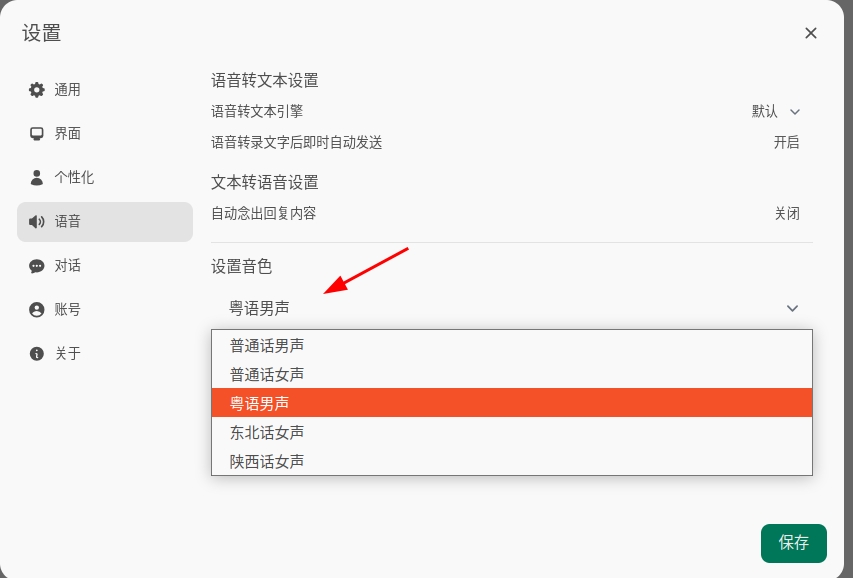 设置
通用
界面
个性化
语音
对话
账号
关于
语音转文本设置
语音转文本引擎 默认
语音转录文字后即时自动发送 开启
文本转语音设置
自动念出回复内容 关闭
设置音色
粤语男声
普通话男声
普通话女声
粤语男声
东北话女声
陕西话女声
保存